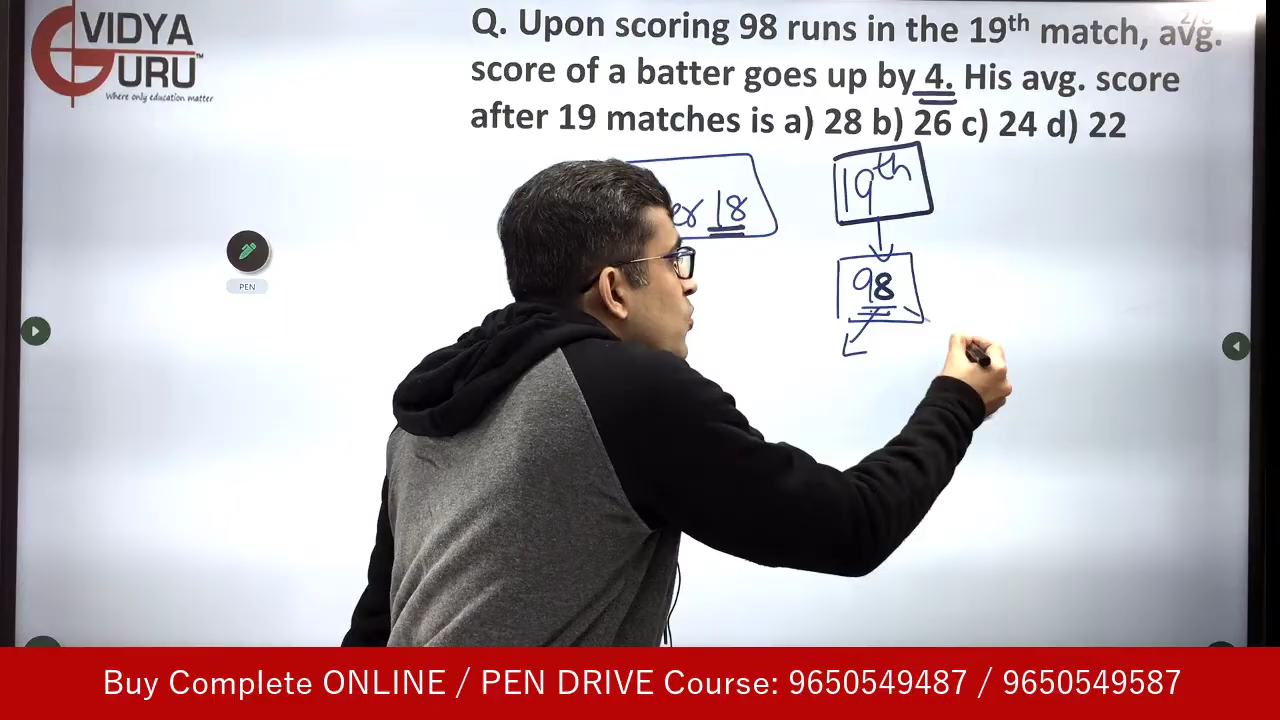 VIDYA
GURU
TM
Where only education matter
Q. Upon scoring 98 runs in the 19th match, avg.
score of a batter goes up by 4. His avg. score
after 19 matches is a) 28 b) 26 c) 24 d) 22
er 18
19th
98
PEN
Buy Complete ONLINE / PEN DRIVE Course: 9650549487 / 9650549587